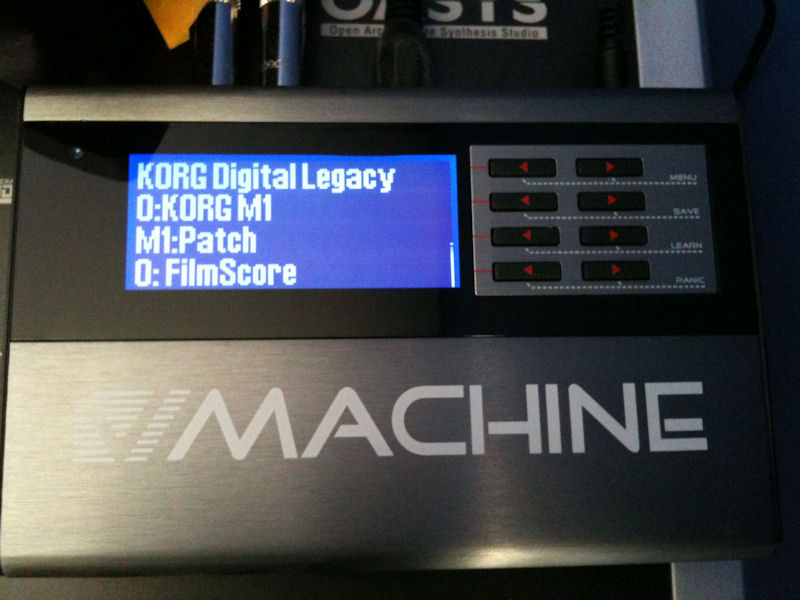 OASYS
Open Architecture Synthesis Studio
KORG Digital Legacy
0:KORG M1
M1:Patch
0: FilmScore
MENU
SAVE
LEARN
PANIC
V MACHINE